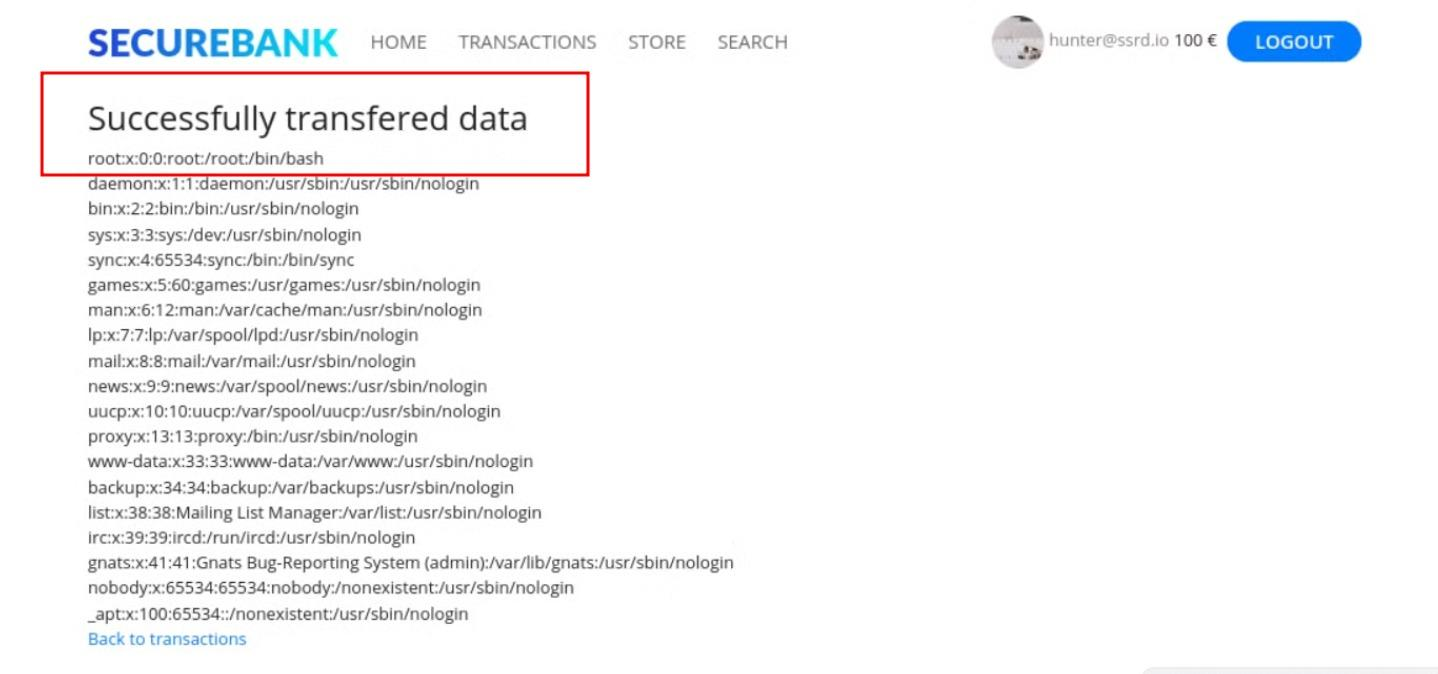 SECUREBANK HOME TRANSACTIONS STORE SEARCH hunter@ssrd.io 100 € LOGOUT
Successfully transfered data
root:x:0:0:root:/root:/bin/bash
daemon:x:1:1:daemon:/usr/sbin:/usr/sbin/nologin
bin:x:2:2:bin:/bin:/usr/sbin/nologin
sys:x:3:3:sys:/dev:/usr/sbin/nologin
sync:x:4:65534:sync:/bin:/bin/sync
games:x:5:60:games:/usr/games:/usr/sbin/nologin
man:x:6:12:man:/var/cache/man:/usr/sbin/nologin
lp:x:7:7:lp:/var/spool/lpd:/usr/sbin/nologin
mail:x:8:8:mail:/var/mail:/usr/sbin/nologin
news:x:9:9:news:/var/spool/news:/usr/sbin/nologin
uucp:x:10:10:uucp:/var/spool/uucp:/usr/sbin/nologin
proxy:x:13:13:proxy:/bin:/usr/sbin/nologin
www-data:x:33:33:www-data:/var/www:/usr/sbin/nologin
backup:x:34:34:backup:/var/backups:/usr/sbin/nologin
list:x:38:38:Mailing List Manager:/var/list:/usr/sbin/nologin
irc:x:39:39:ircd:/run/ircd:/usr/sbin/nologin
gnats:x:41:41:Gnats Bug-Reporting System (admin):/var/lib/gnats:/usr/sbin/nologin
nobody:x:65534:65534:nobody:/nonexistent:/usr/sbin/nologin
_apt:x:100:65534::/nonexistent:/usr/sbin/nologin
Back to transactions